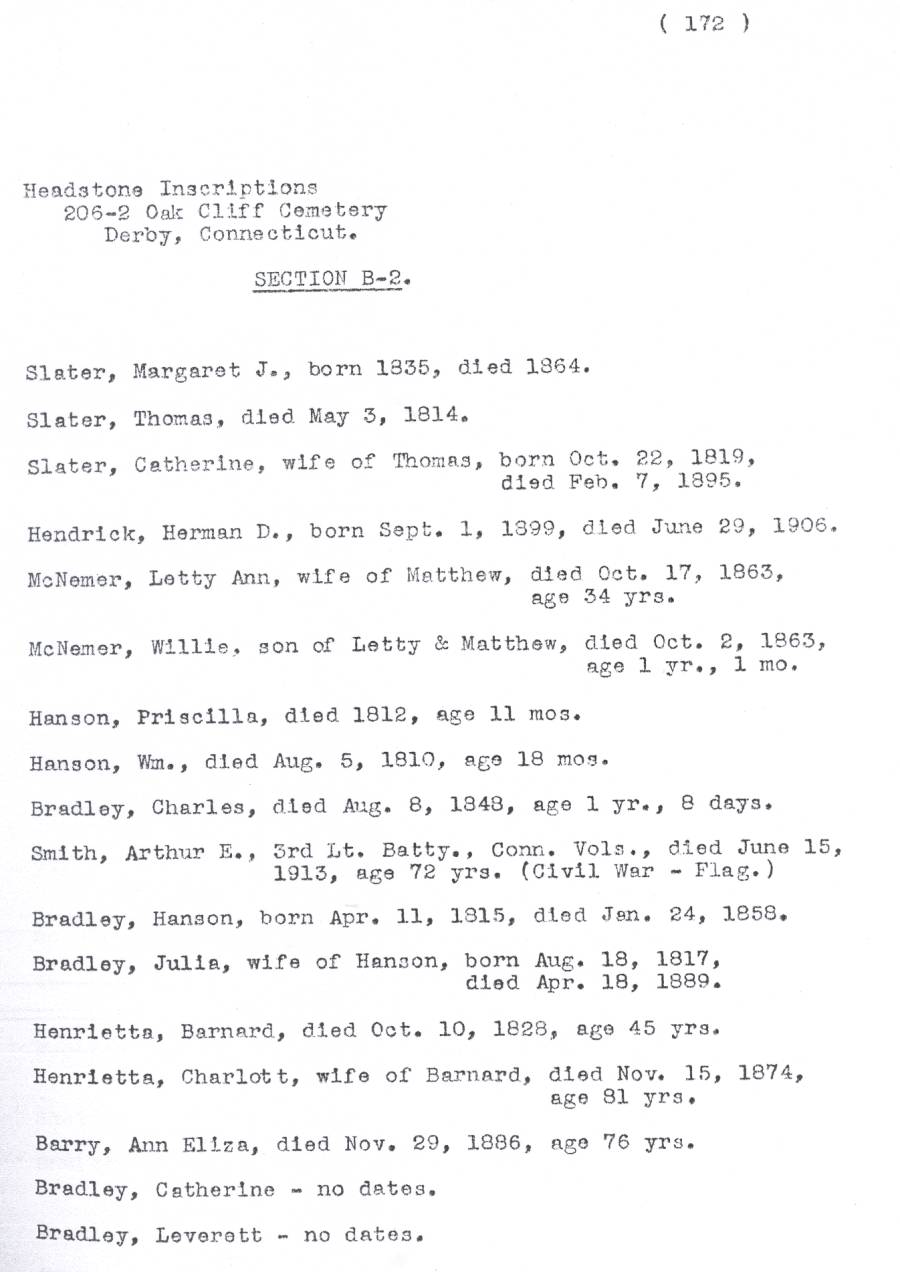 ( 172 )
Headstone Inscriptions
206-2 Oak Cliff Cemetery
Derby, Connecticut.
SECTION B-2.
Slater, Margaret J., born 1835, died 1864.
Slater, Thomas, died May 3, 1814.
Slater, Catherine, wife of Thomas, born Oct. 22, 1819,
died Feb. 7, 1895.
Hendrick, Herman D., born Sept. 1, 1899, died June 29, 1906.
McNemer, Letty Ann, wife of Matthew, died Oct. 17, 1863,
age 34 yrs.
McNemer, Willie, son of Letty & Matthew, died Oct. 2, 1863,
age 1 yr., 1 mo.
Hanson, Priscilla, died 1812, age 11 mos.
Hanson, Wm., died Aug. 5, 1810, age 18 mos.
Bradley, Charles, died Aug. 8, 1848, age 1 yr., 8 days.
Smith, Arthur E., 3rd Lt. Batty., Conn. Vols., died June 15,
1913, age 72 yrs. (Civil War - Flag.)
Bradley, Hanson, born Apr. 11, 1815, died Jan. 24, 1858.
Bradley, Julia, wife of Hanson, born Aug. 18, 1817,
died Apr. 18, 1889.
Henrietta, Barnard, died Oct. 10, 1828, age 45 yrs.
Henrietta, Charlott, wife of Barnard, died Nov. 15, 1874,
age 81 yrs.
Barry, Ann Eliza, died Nov. 29, 1886, age 76 yrs.
Bradley, Catherine - no dates.
Bradley, Leverett - no dates.